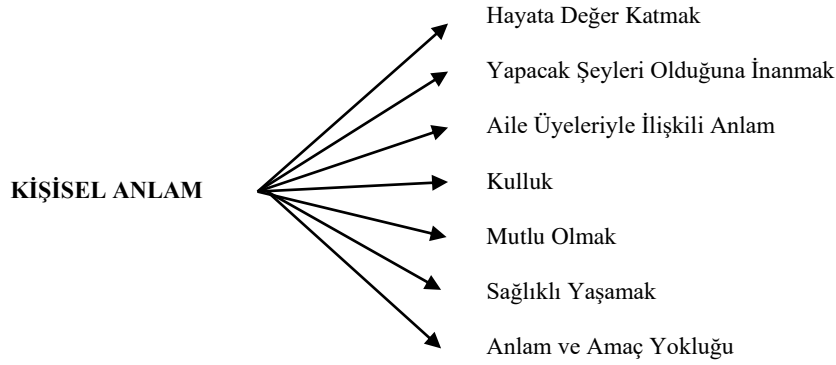 Hayata Değer Katmak
Yapacak Şeyleri Olduğuna İnanmak
Aile Üyeleriyle İlişkili Anlam
KİŞİSEL ANLAM
Kulluk
Mutlu Olmak
Sağlıklı Yaşamak
Anlam ve Amaç Yokluğu